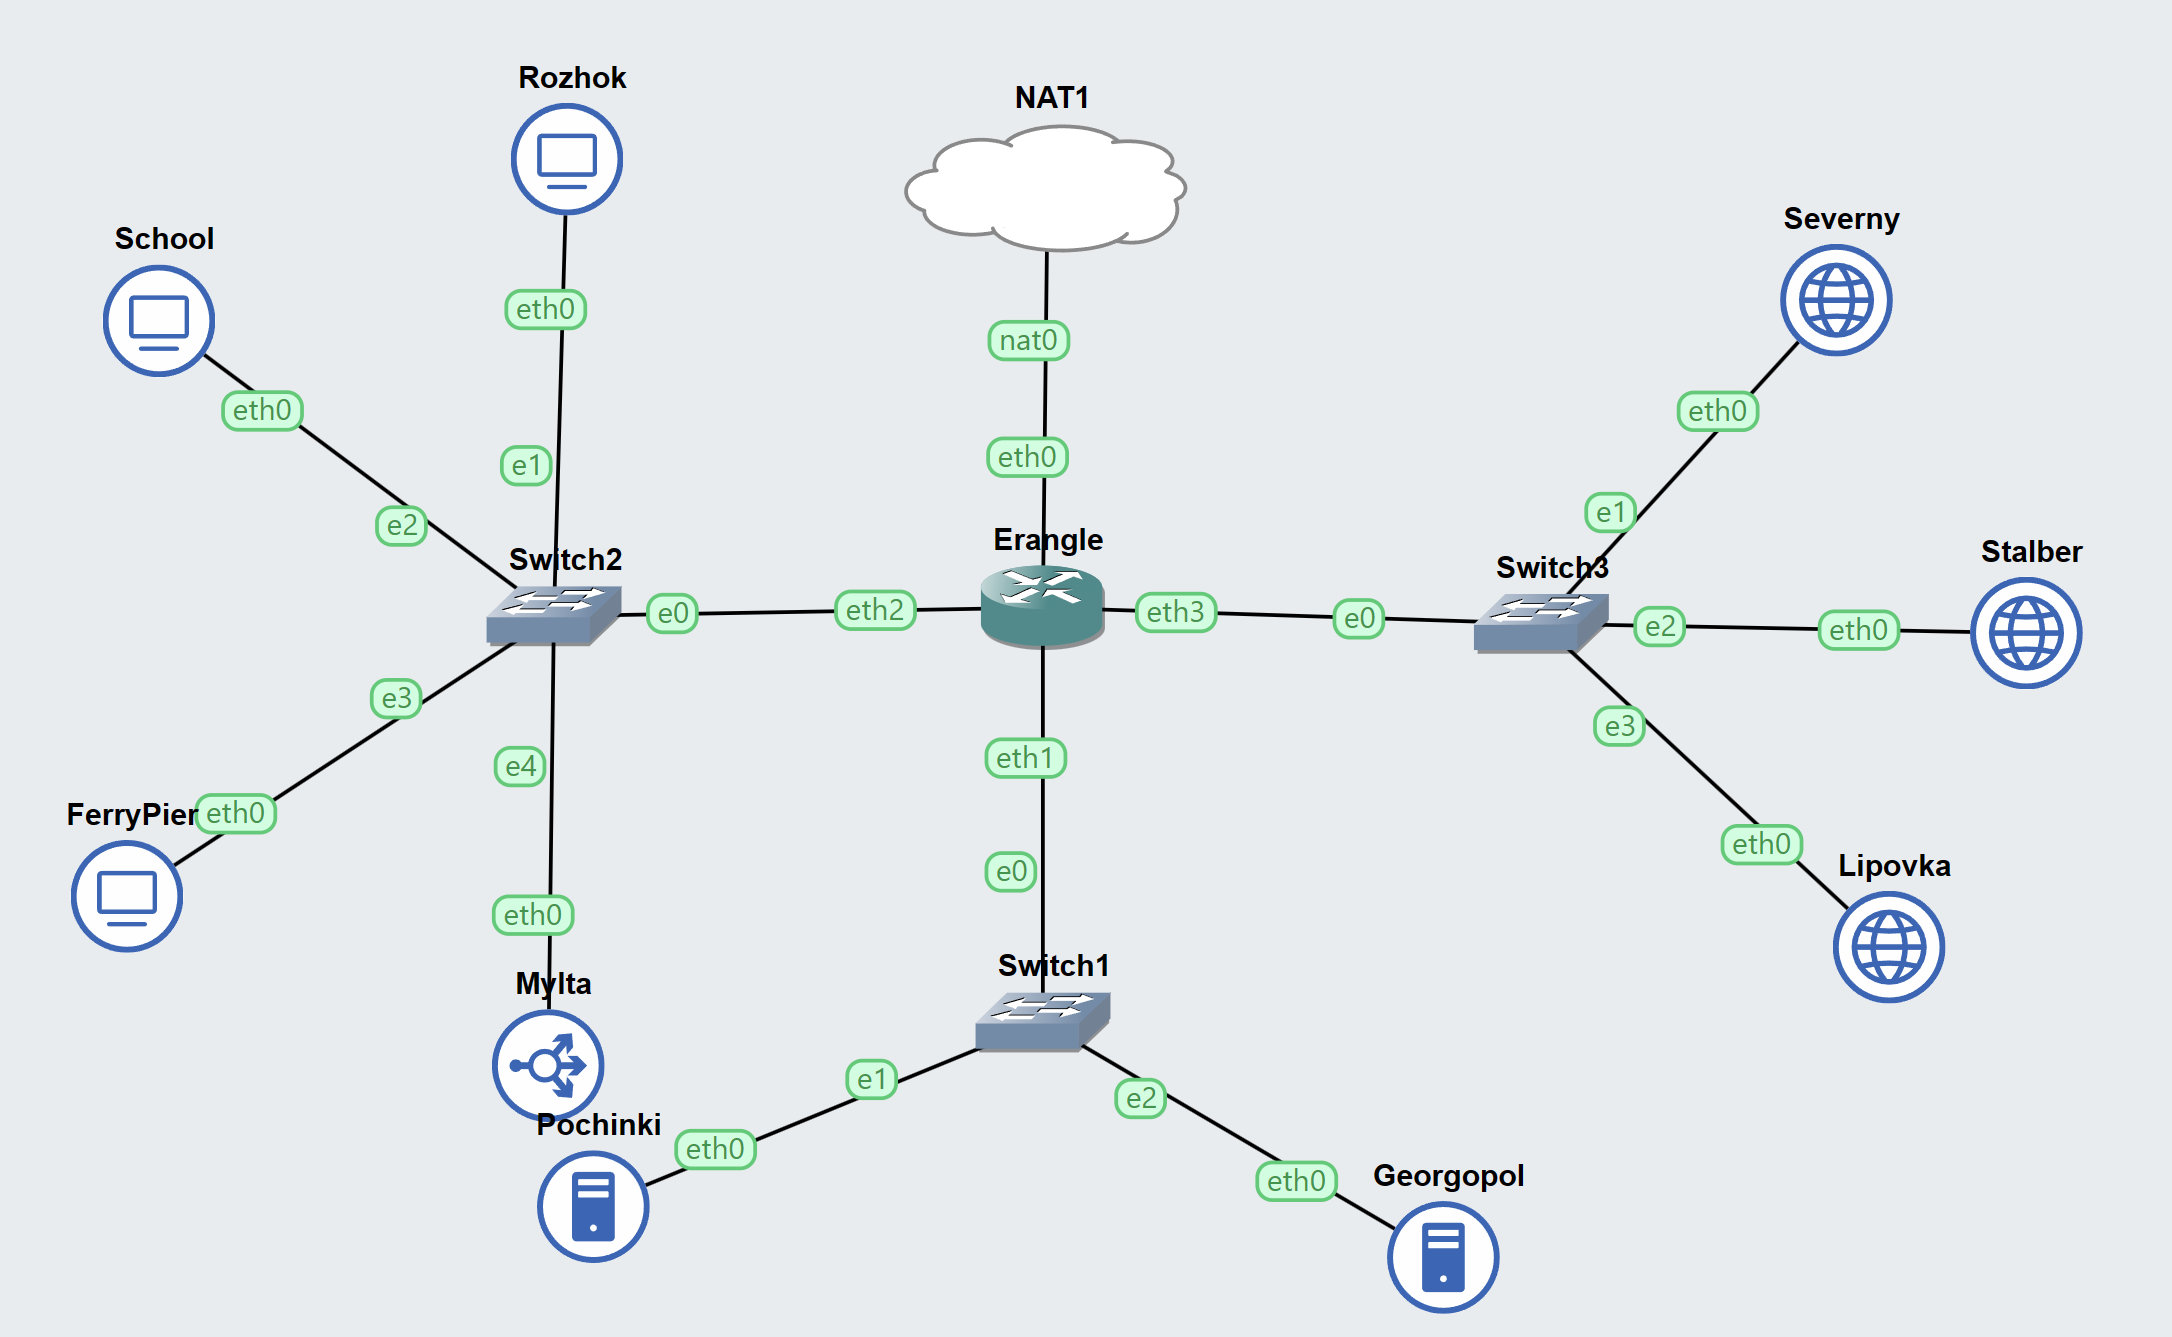 Rozhok
NAT1
Severny
School
eth0
nat0
eth0
eth0
e1
eth0
e2
e1
Switch2
Erangle
Switch3
Stalber
e0
eth2
eth3
e0
e2
eth0
e3
e4
eth1
e3
FerryPier
eth0
eth0
e0
eth0
Lipovka
Mylta
Switch1
Pochinki
eth0
e1
e2
eth0
Georgopol